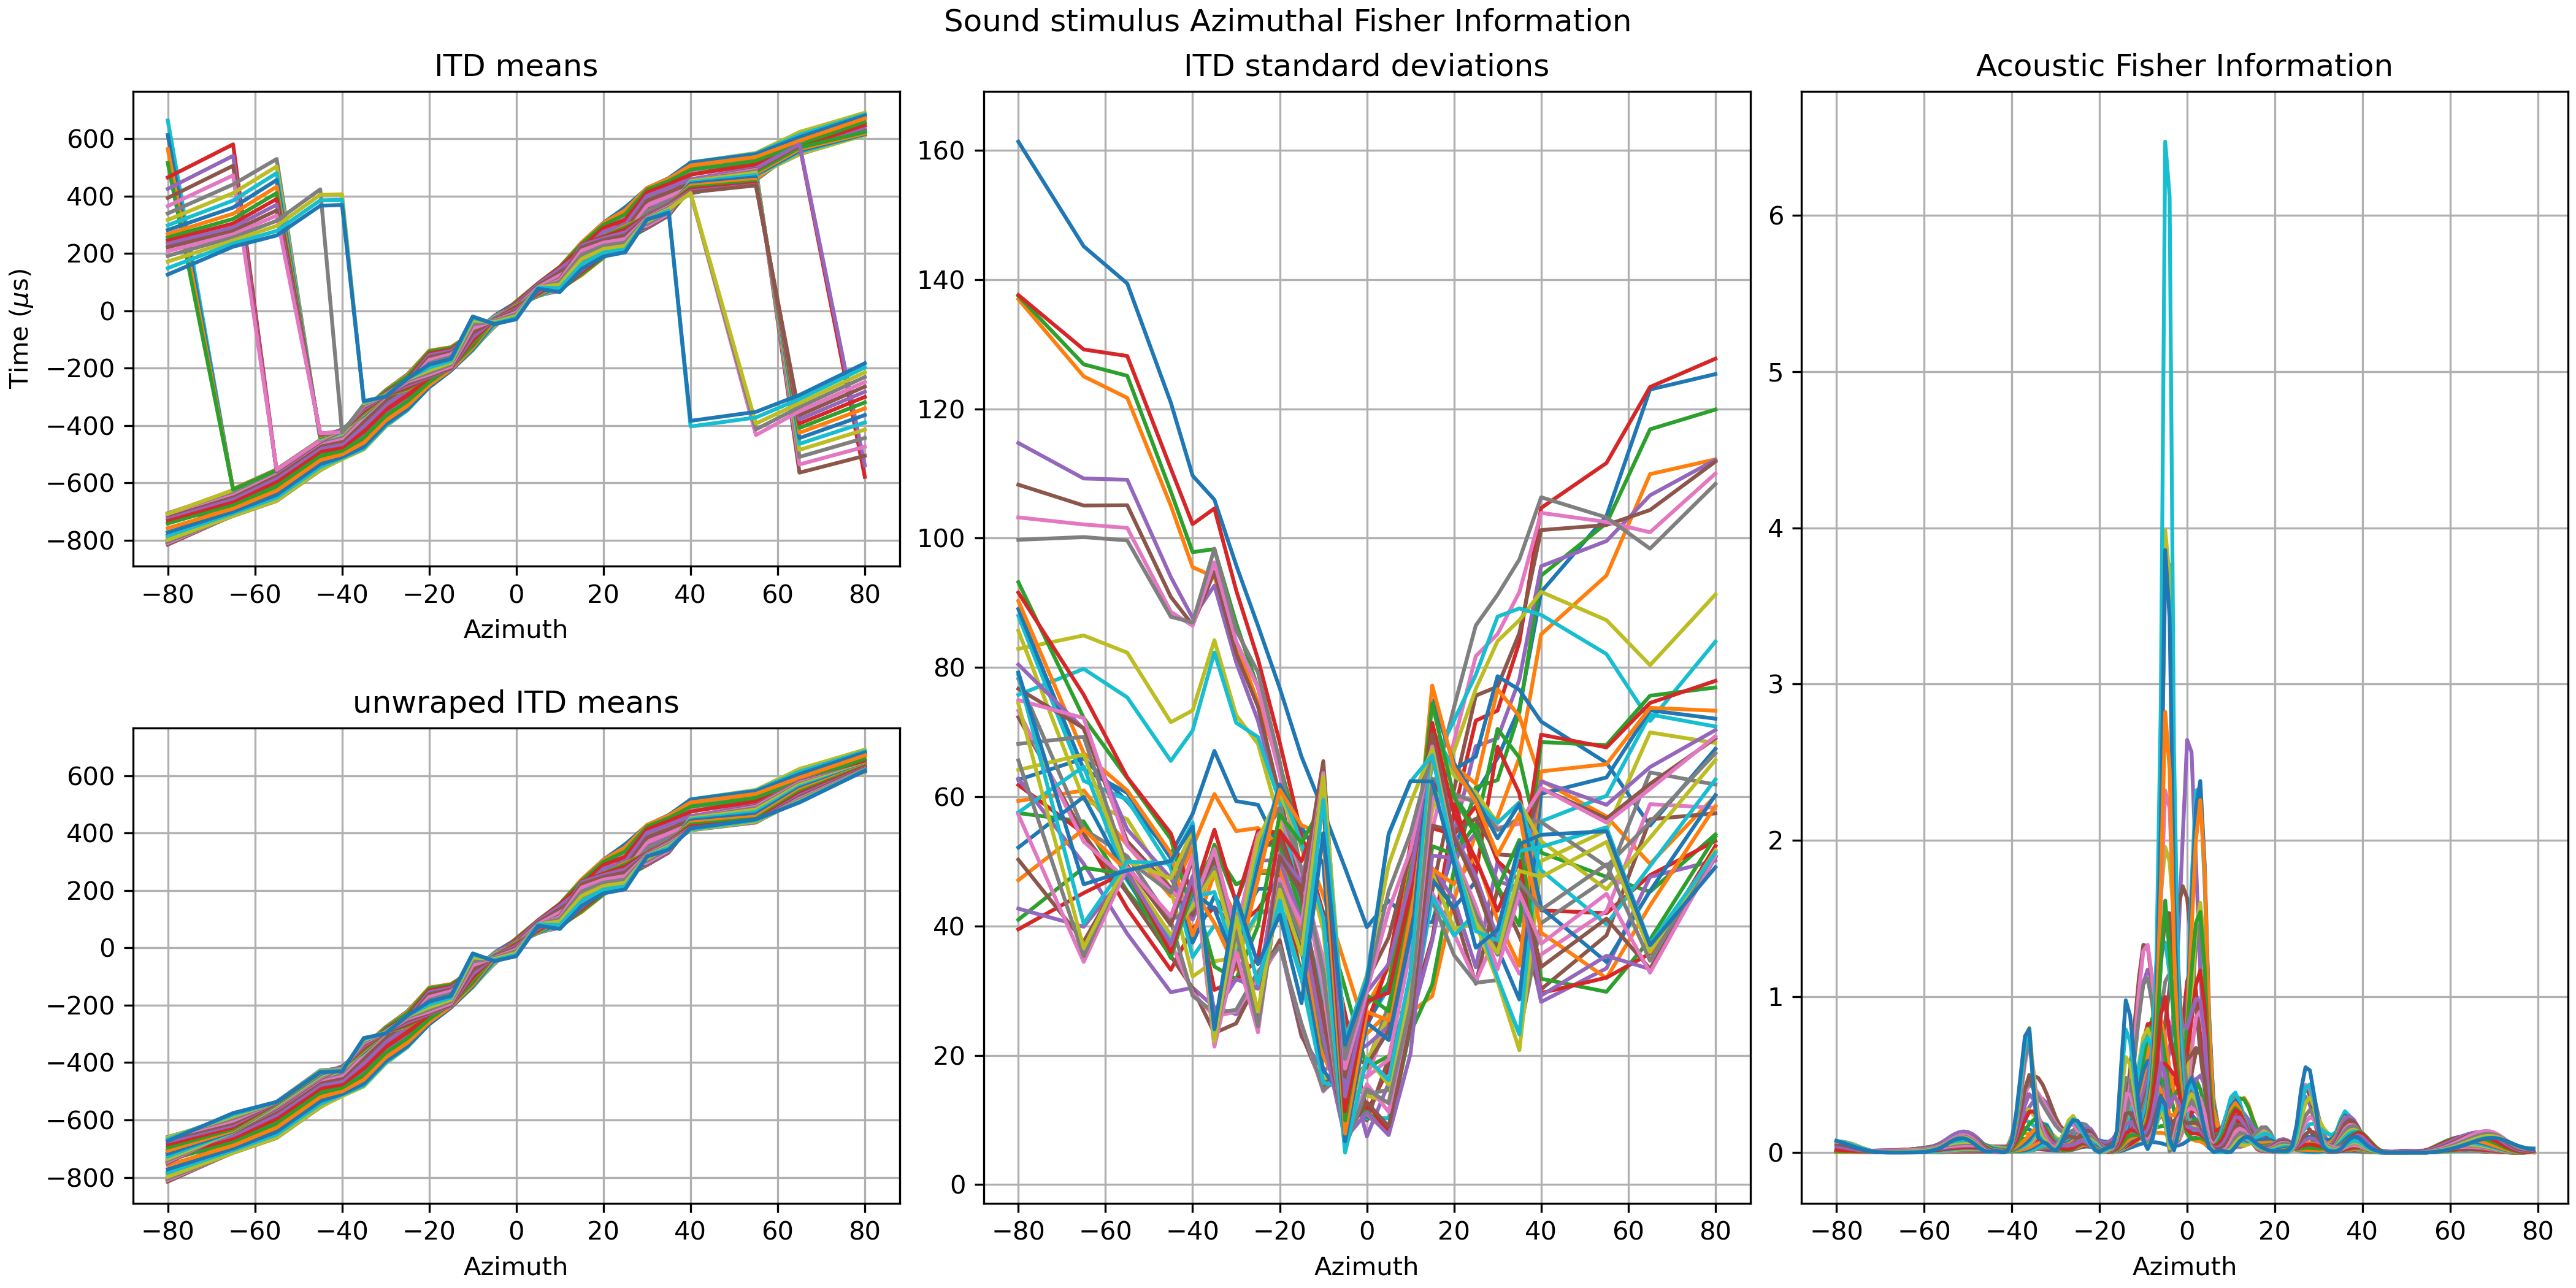 Sound stimulus Azimuthal Fisher Information
ITD means
Time (μs)
600
400
200
0
−200
−400
−600
−800
−80 −60 −40 −20 0 20 40 60 80
Azimuth
unwraped ITD means
600
400
200
0
−200
−400
−600
−800
−80 −60 −40 −20 0 20 40 60 80
Azimuth
ITD standard deviations
160
140
120
100
80
60
40
20
0
−80 −60 −40 −20 0 20 40 60 80
Azimuth
Acoustic Fisher Information
6
5
4
3
2
1
0
−80 −60 −40 −20 0 20 40 60 80
Azimuth